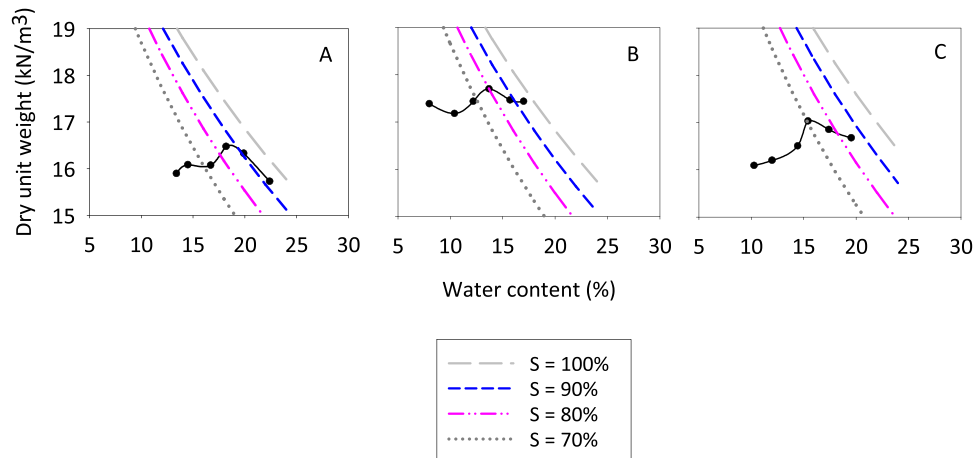 Dry unit weight (kN/m3)
19
18
17
16
15
A
B
C
5 10 15 20 25 30
5 10 15 20 25 30
5 10 15 20 25 30
Water content (%)
S = 100%
S = 90%
S = 80%
S = 70%